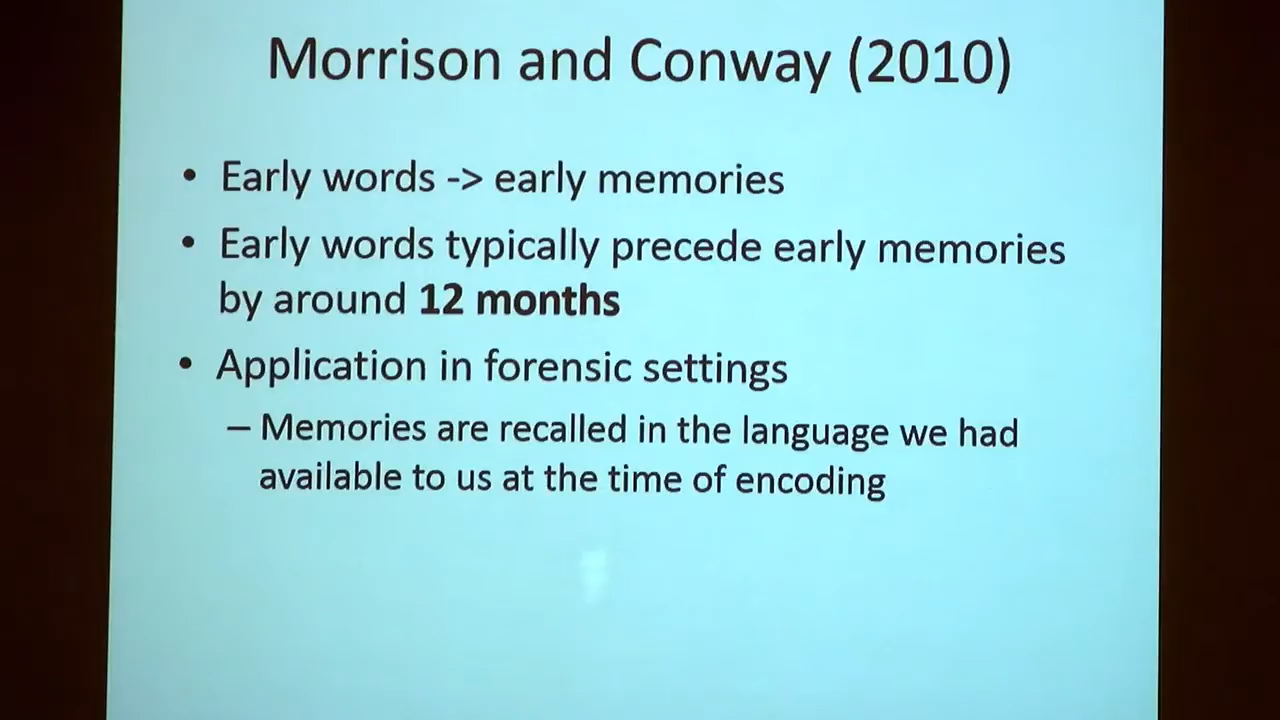 Morrison and Conway (2010)
• Early words -> early memories
• Early words typically precede early memories
by around 12 months
• Application in forensic settings
– Memories are recalled in the language we had
available to us at the time of encoding